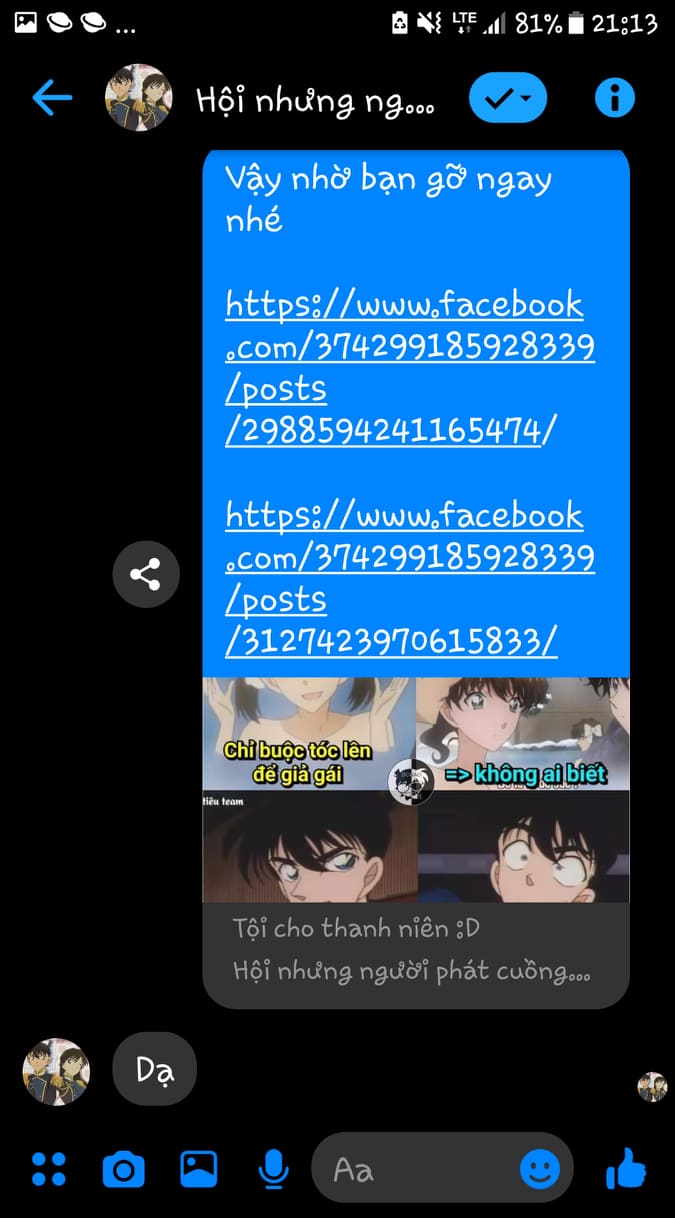 ... LTE 81% 21:13
Hội nhưng ng...
Vậy nhờ bạn gỡ ngay
nhé
https://www.facebook
.com/374299185928339
/posts
/2988594241165474/
https://www.facebook
.com/374299185928339
/posts
/3127423970615833/
Chỉ buộc tóc lên
để giả gái
=> không ai biết
tiêu team
Tội cho thanh niên :D
Hội nhưng người phát cuồng...
Dạ
Aa